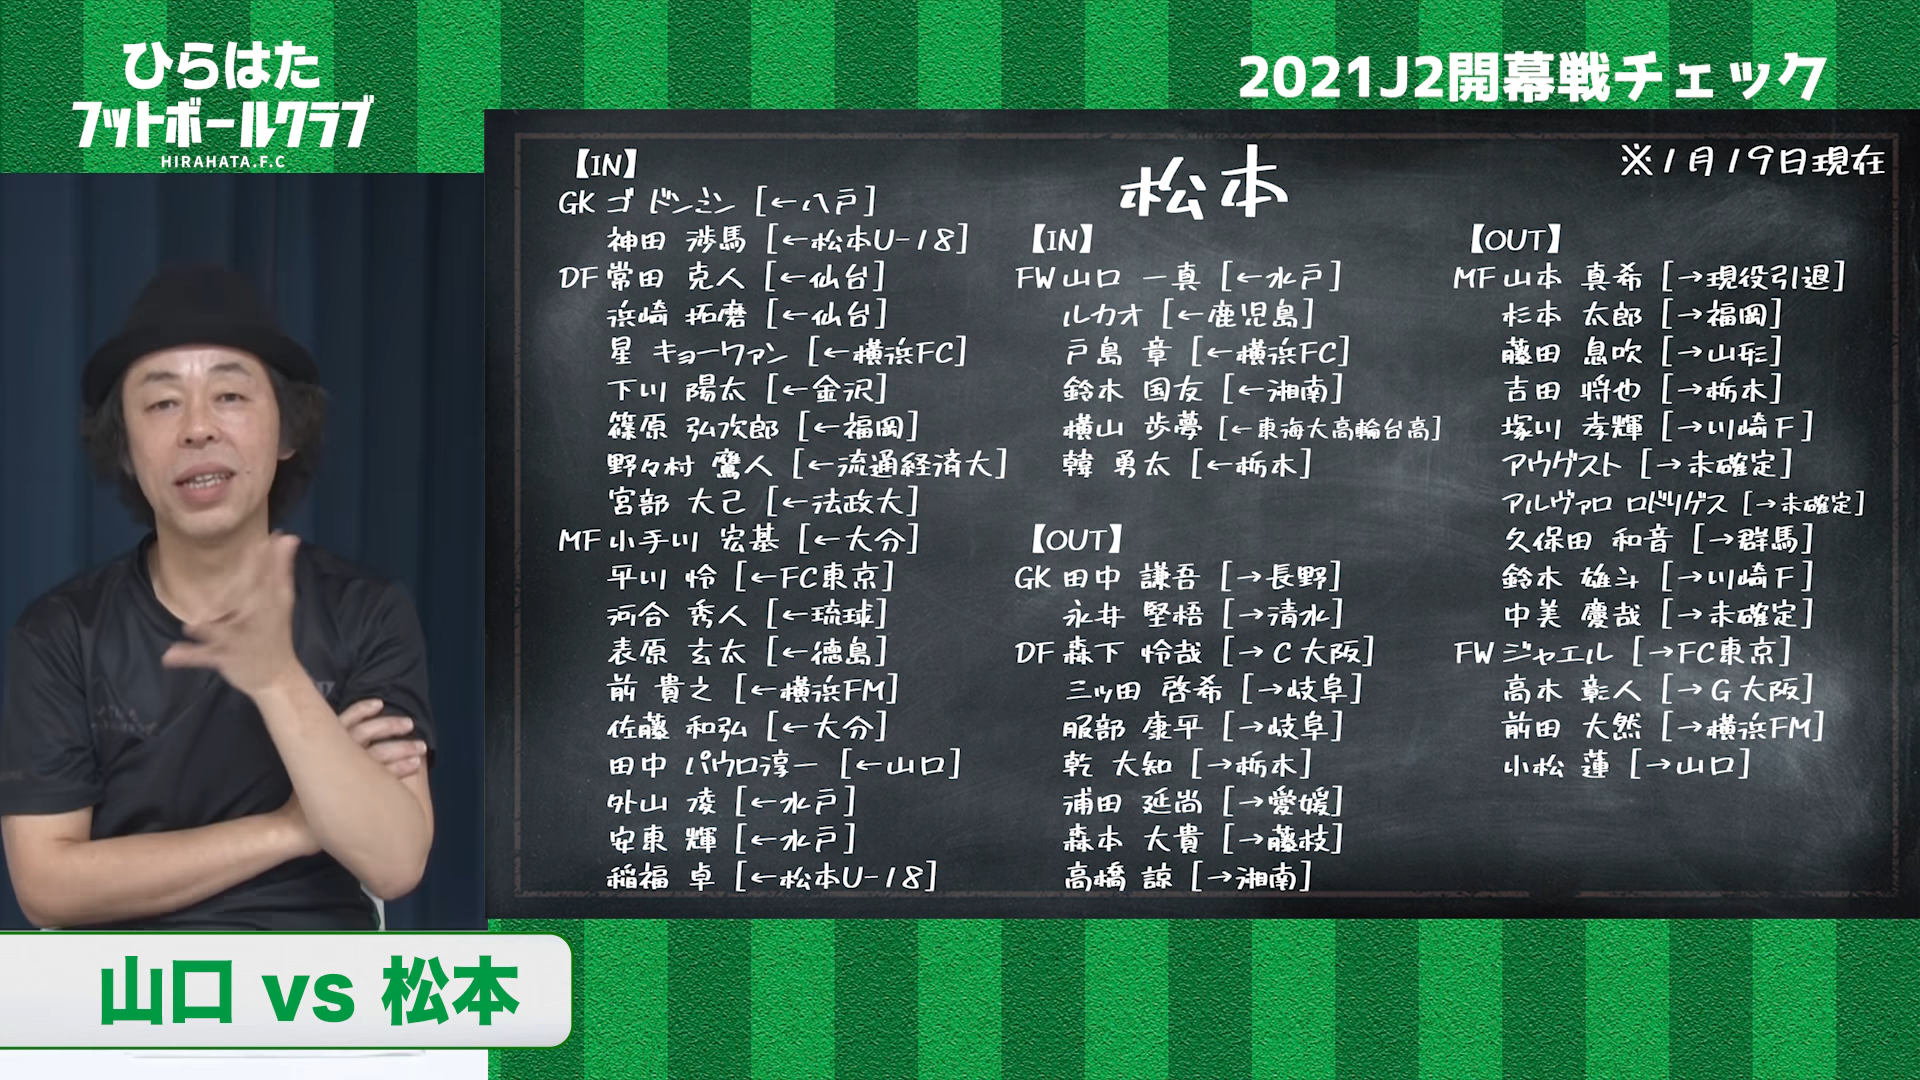 ひらはた
フットボールクラブ
HIRAHATA.F.C
2021J2開幕戦チェック
※1月19日現在
松本
【IN】
GK ゴ ドンミン [←八戸]
神田 渉馬 [←松本U-18]
DF 常田 克人 [←仙台]
浜崎 拓磨 [←仙台]
星 キョーワァン [←横浜FC]
下川 陽太 [←金沢]
篠原 弘次郎 [←福岡]
野々村 鷹人 [←流通経済大]
宮部 大己 [←法政大]
MF 小手川 宏基 [←大分]
平川 怜 [←FC東京]
河合 秀人 [←琉球]
表原 玄太 [←徳島]
前 貴之 [←横浜FM]
佐藤 和弘 [←大分]
田中 パウロ淳一 [←山口]
外山 凌 [←水戸]
安東 輝 [←水戸]
稲福 卓 [←松本U-18]
【IN】
FW 山口 一真 [←水戸]
ルカオ [←鹿児島]
戸島 章 [←横浜FC]
鈴木 国友 [←湘南]
横山 歩夢 [←東海大高輪台高]
韓 勇太 [←栃木]
【OUT】
GK 田中 謙吾 [→長野]
永井 堅梧 [→清水]
DF 森下 怜哉 [→C大阪]
三ッ田 啓希 [→岐阜]
服部 康平 [→岐阜]
乾 大知 [→栃木]
浦田 延尚 [→愛媛]
森本 大貴 [→藤枝]
高橋 諒 [→湘南]
【OUT】
MF 山本 真希 [→現役引退]
杉本 太郎 [→福岡]
藤田 息吹 [→山形]
吉田 将也 [→栃木]
塚川 孝輝 [→川崎F]
アウグスト [→未確定]
アルヴァロ ロドリゲス [→未確定]
久保田 和音 [→群馬]
鈴木 雄斗 [→川崎F]
中美 慶哉 [→未確定]
FW ジャエル [→FC東京]
高木 彰人 [→G大阪]
前田 大然 [→横浜FM]
小松 蓮 [→山口]
山口 vs 松本